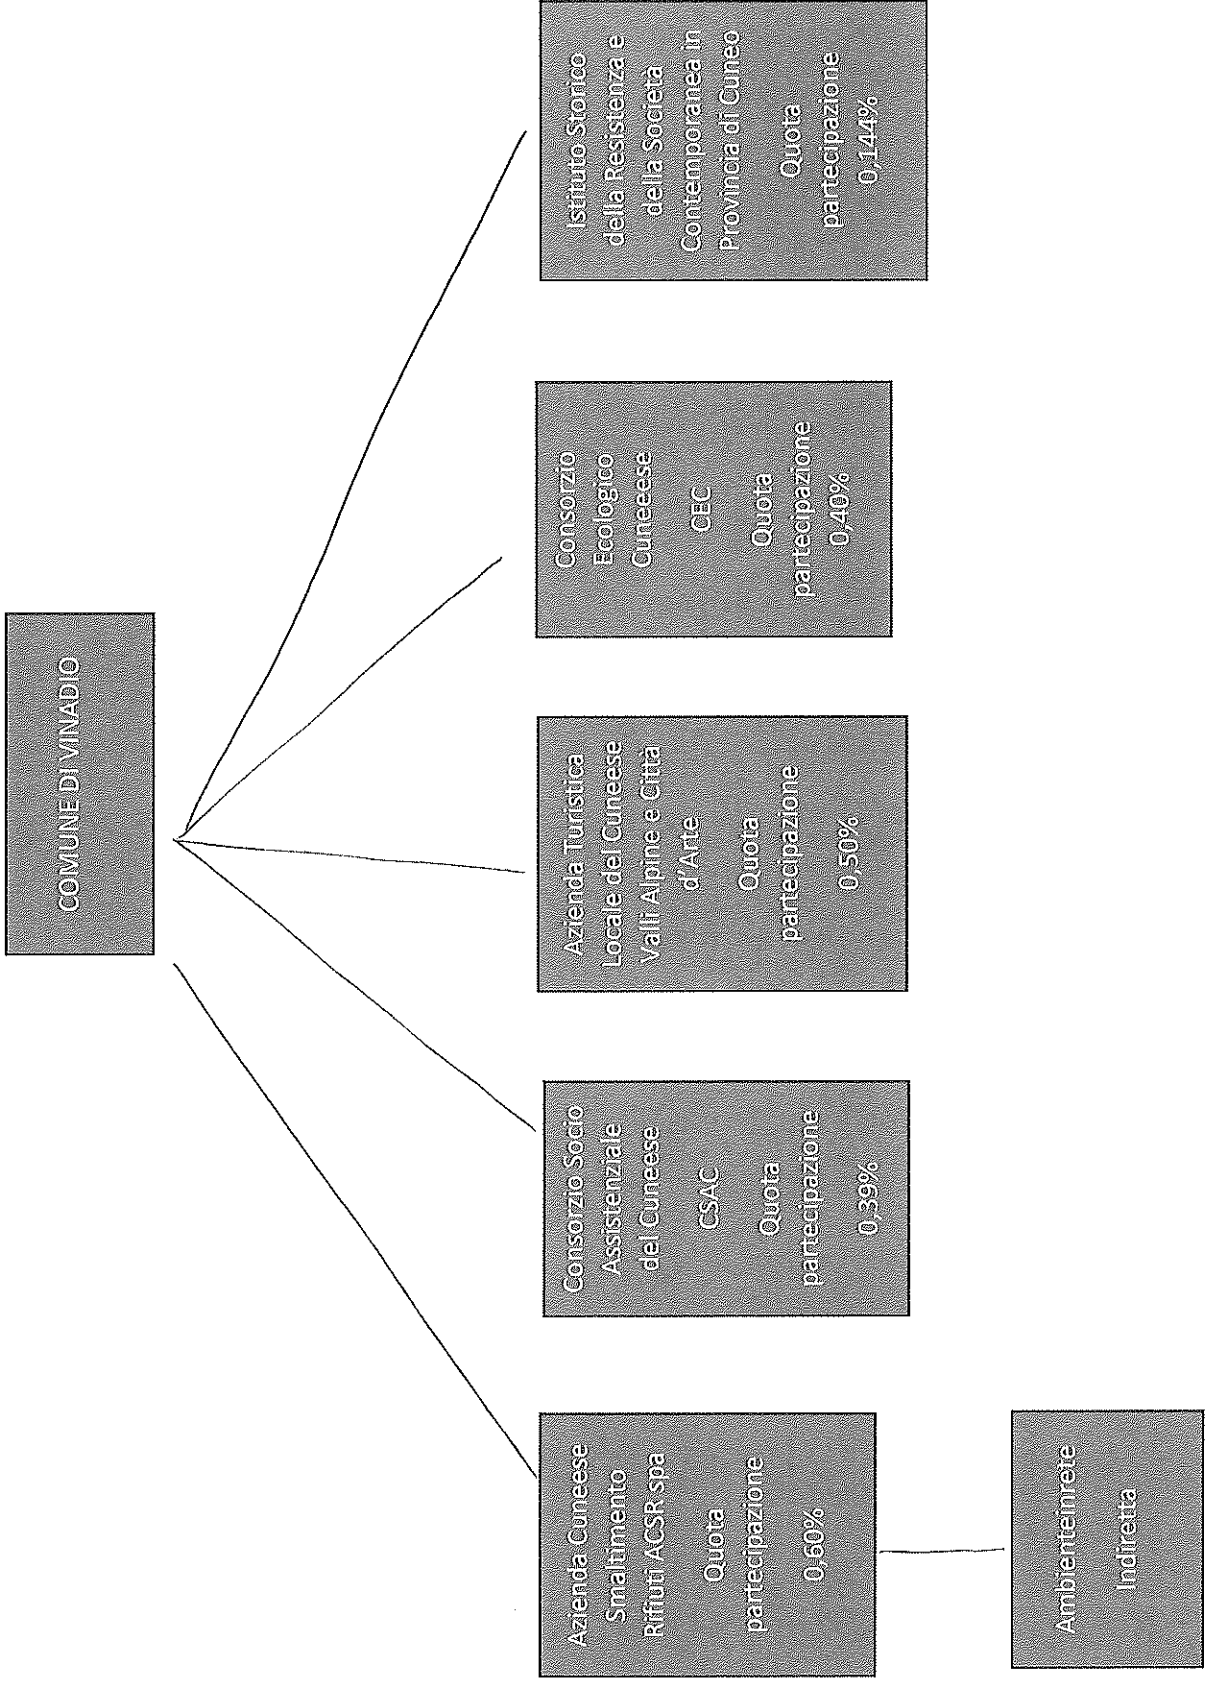 COMUNE DI VINADIO
Azienda Cuneese
Smaltimento
Rifiuti ACSR spa
Quota
partecipazione
0,60%
Consorzio Socio
Assistenziale
del Cuneese
CSAC
Quota
partecipazione
0,39%
Azienda Turistica
Locale del Cuneese
Valli Alpine e Città
d'Arte
Quota
partecipazione
0,50%
Consorzio
Ecologico
Cuneeese
CEC
Quota
partecipazione
0,40%
Istituto Storico
della Resistenza e
della Società
Contemporanea in
Provincia di Cuneo
Quota
partecipazione
0,144%
Ambienteinrete
Indiretta